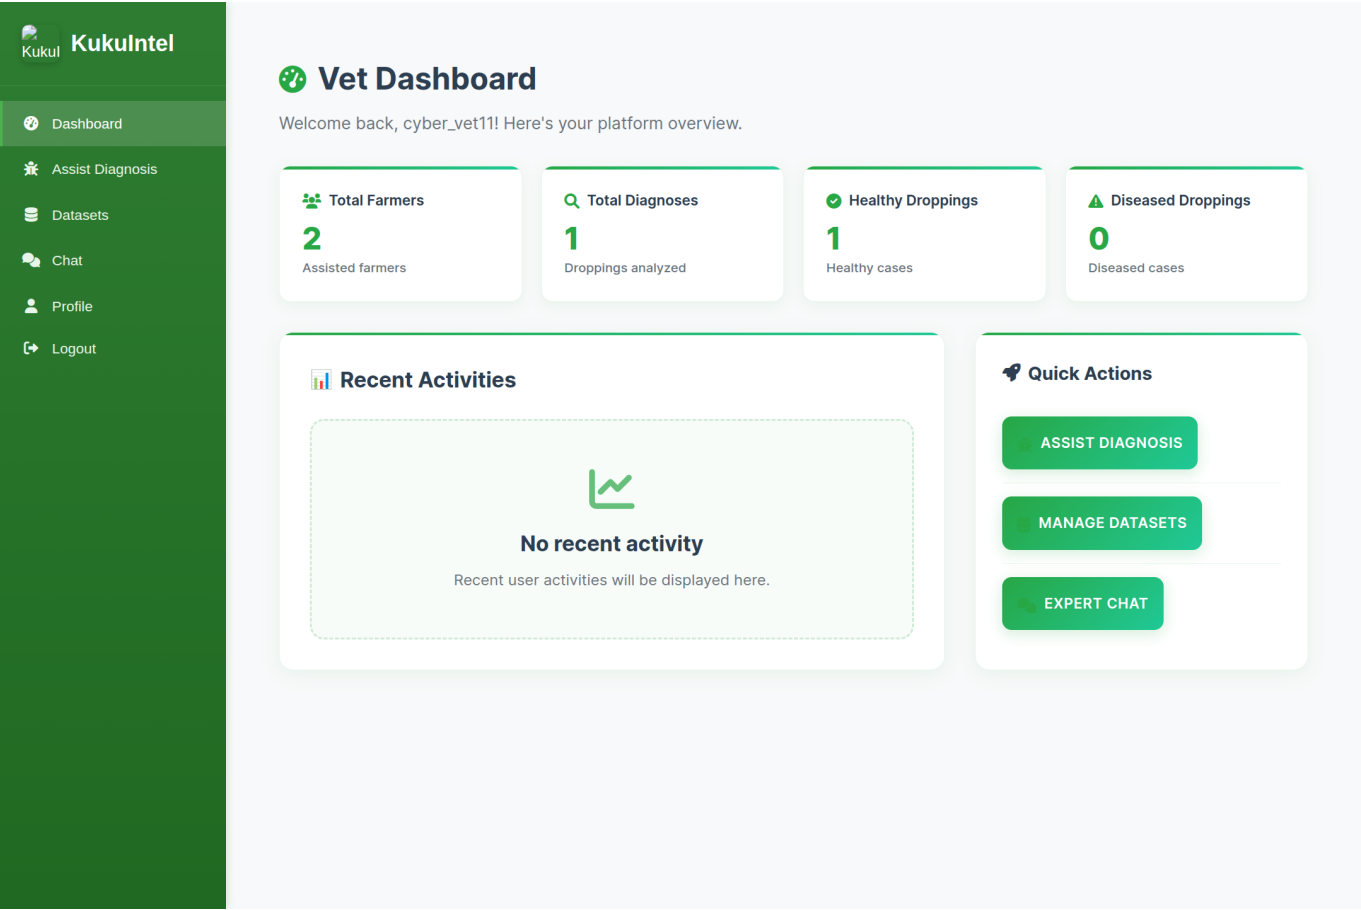 Kukul
KukuIntel
Dashboard
Assist Diagnosis
Datasets
Chat
Profile
Logout
Vet Dashboard
Welcome back, cyber_vet11! Here's your platform overview.
Total Farmers
2
Assisted farmers
Total Diagnoses
1
Droppings analyzed
Healthy Droppings
1
Healthy cases
Diseased Droppings
0
Diseased cases
Recent Activities
No recent activity
Recent user activities will be displayed here.
Quick Actions
ASSIST DIAGNOSIS
MANAGE DATASETS
EXPERT CHAT